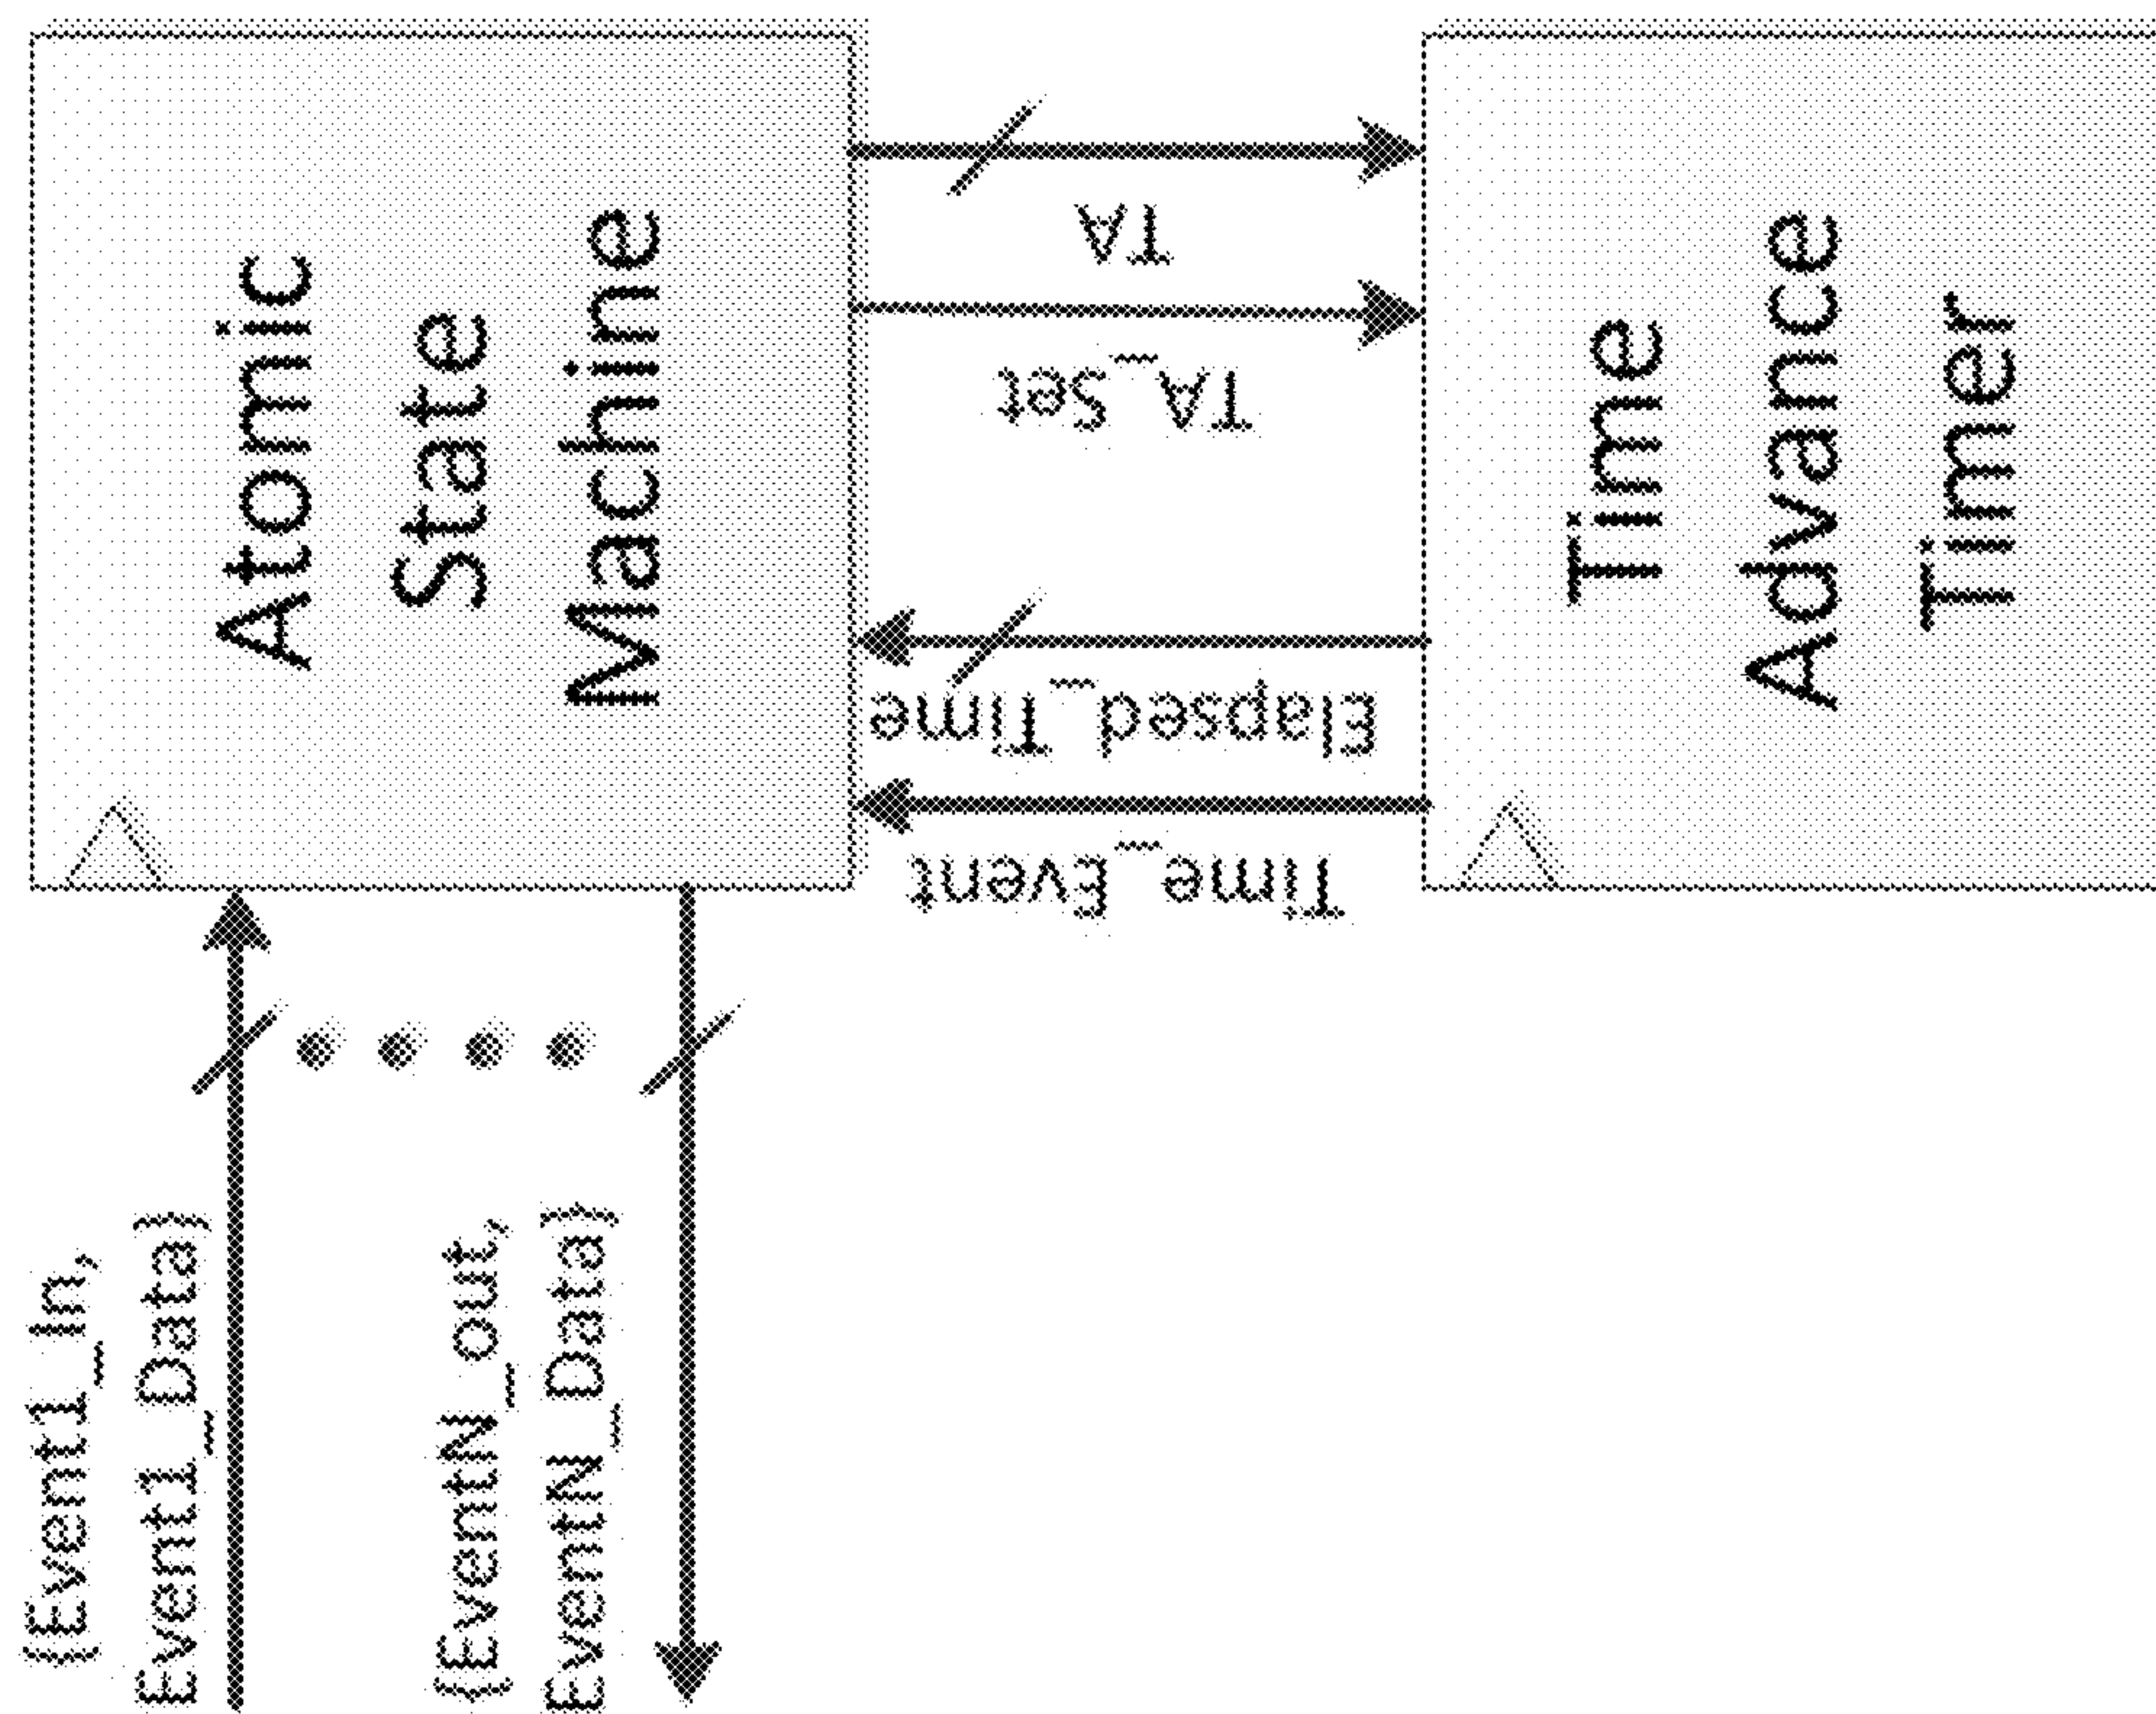 {Event1_In,
Event1_Data}
{EventN_out,
EventN_Data}
Atomic
State
Machine
TA
TA_Set
Elapsed_Time
Time_Event
Time
Advance
Timer